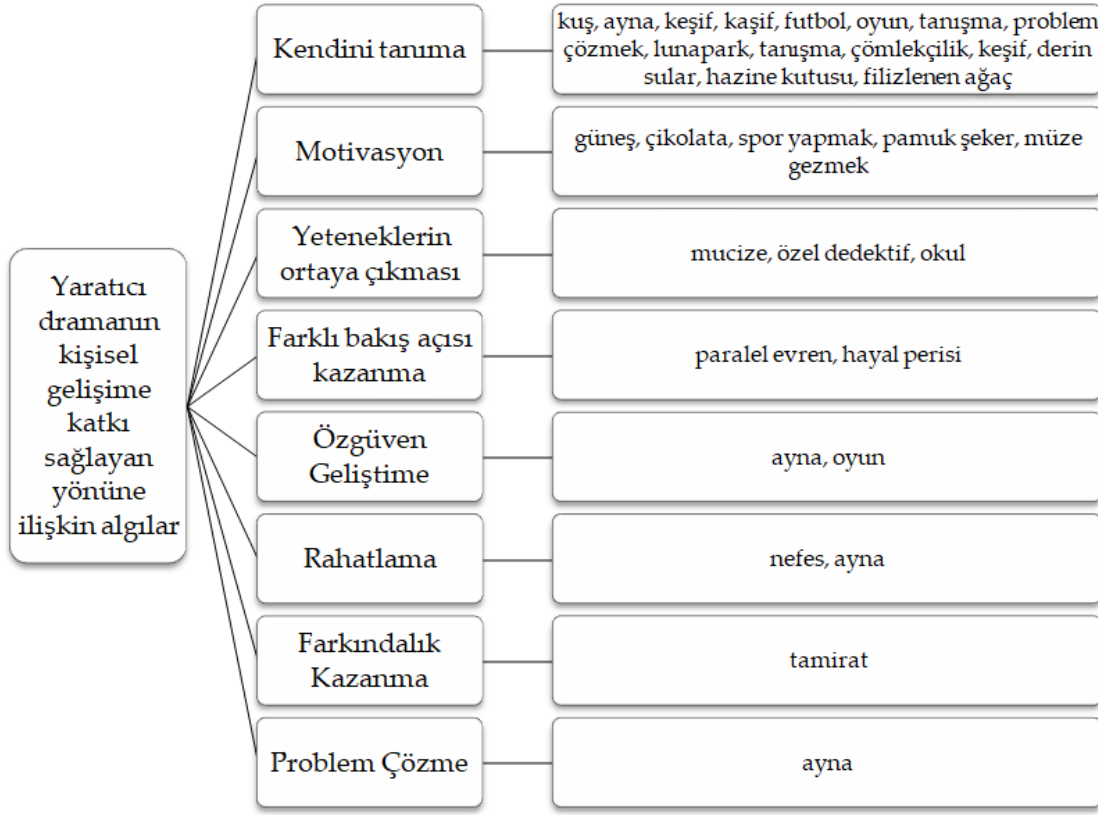 Yaratıcı
dramanın
kişisel
gelişime
katkı
sağlayan
yönüne
ilişkin algılar
Kendini tanıma
kuş, ayna, keşif, kaşif, futbol, oyun, tanışma, problem
çözmek, lunapark, tanışma, çömlekçilik, keşif, derin
sular, hazine kutusu, filizlenen ağaç
Motivasyon
güneş, çikolata, spor yapmak, pamuk şeker, müze
gezmek
Yeteneklerin
ortaya çıkması
mucize, özel dedektif, okul
Farklı bakış açısı
kazanma
paralel evren, hayal perisi
Özgüven
Geliştime
ayna, oyun
Rahatlama
nefes, ayna
Farkındalık
Kazanma
tamirat
Problem Çözme
ayna